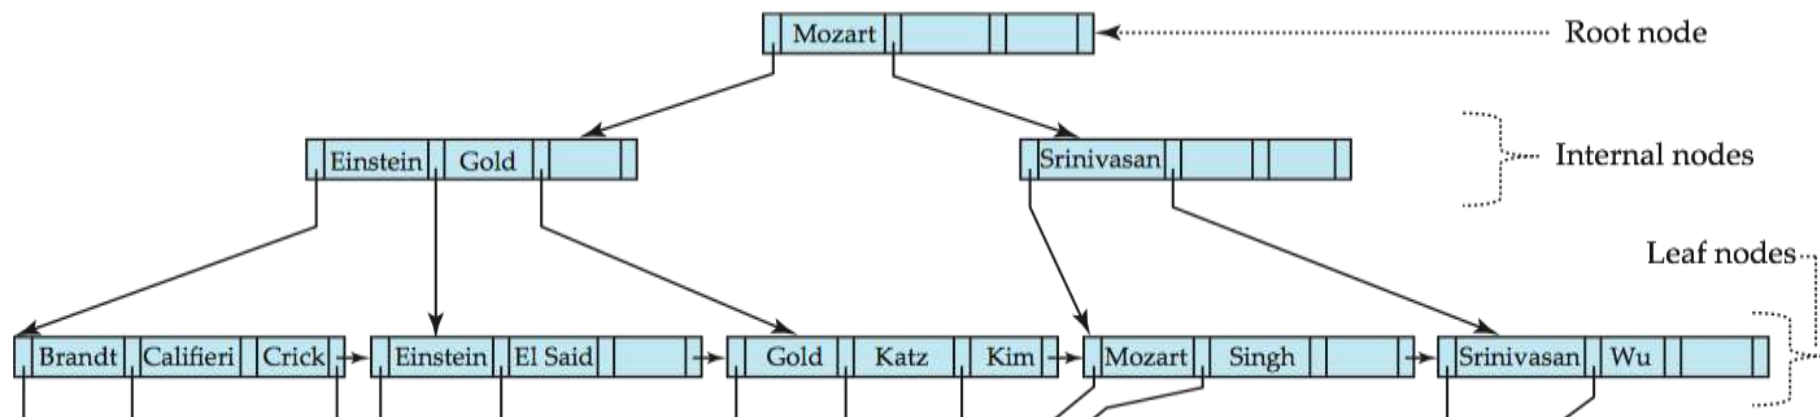 Mozart Root node
Einstein Gold Srinivasan Internal nodes
Leaf nodes
Brandt Califieri Crick Einstein El Said Gold Katz Kim Mozart Singh Srinivasan Wu